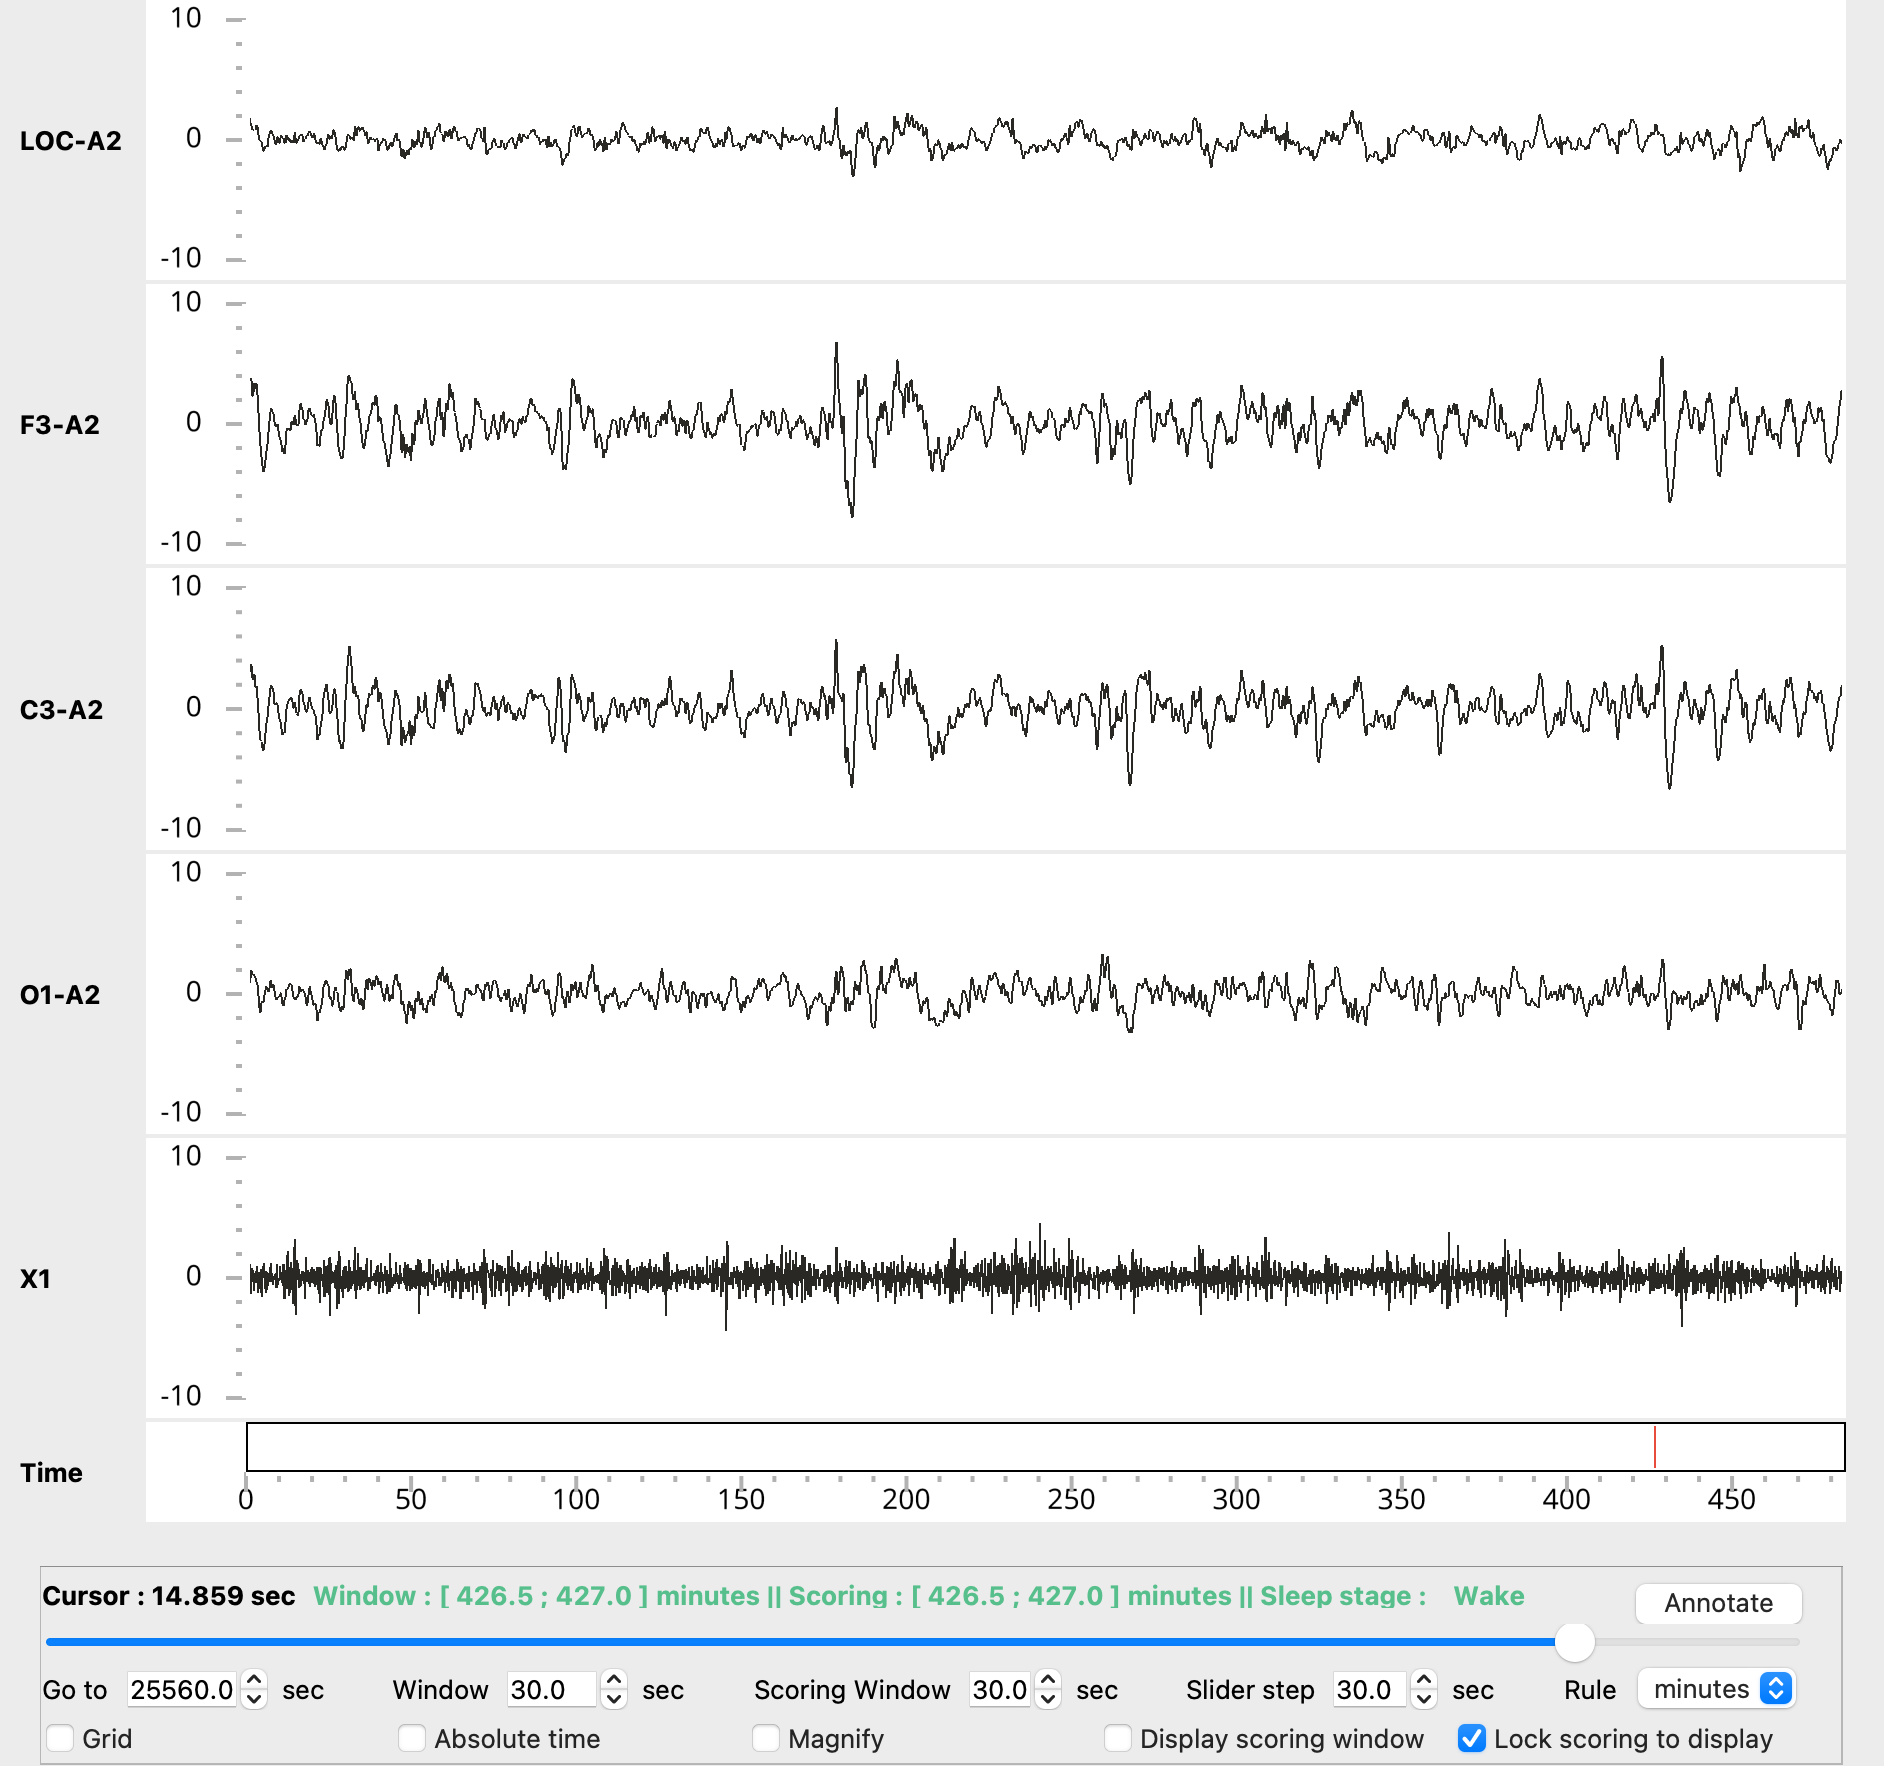 10
LOC-A2
0
-10
10
F3-A2
0
-10
10
C3-A2
0
-10
10
O1-A2
0
-10
10
X1
0
-10
Time
0 50 100 150 200 250 300 350 400 450
Cursor : 14.859 sec Window : [ 426.5 ; 427.0 ] minutes || Scoring : [ 426.5 ; 427.0 ] minutes || Sleep stage : Wake Annotate
Go to 25560.0 sec Window 30.0 sec Scoring Window 30.0 sec Slider step 30.0 sec Rule minutes
Grid Absolute time Magnify Display scoring window Lock scoring to display